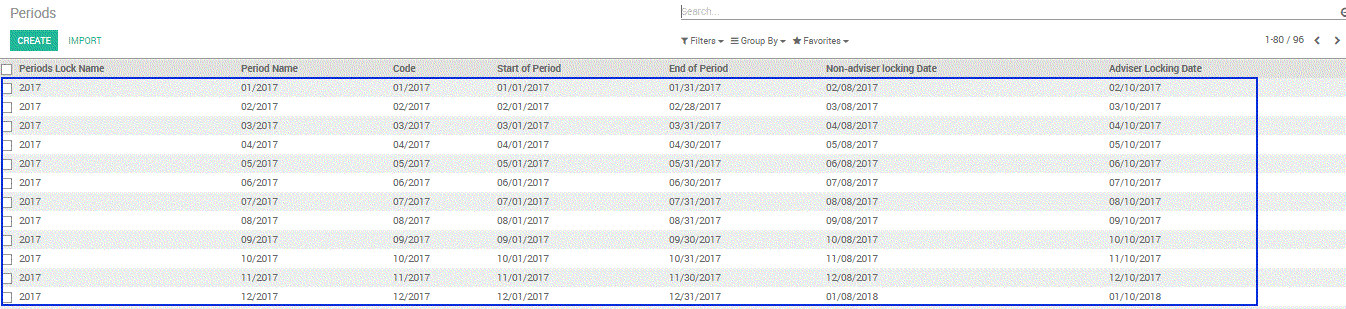 Periods Search...
CREATE IMPORT Filters Group By Favorites 1-80 / 96
Periods Lock Name Period Name Code Start of Period End of Period Non-adviser locking Date Adviser Locking Date
2017 01/2017 01/2017 01/01/2017 01/31/2017 02/08/2017 02/10/2017
2017 02/2017 02/2017 02/01/2017 02/28/2017 03/08/2017 03/10/2017
2017 03/2017 03/2017 03/01/2017 03/31/2017 04/08/2017 04/10/2017
2017 04/2017 04/2017 04/01/2017 04/30/2017 05/08/2017 05/10/2017
2017 05/2017 05/2017 05/01/2017 05/31/2017 06/08/2017 06/10/2017
2017 06/2017 06/2017 06/01/2017 06/30/2017 07/08/2017 07/10/2017
2017 07/2017 07/2017 07/01/2017 07/31/2017 08/08/2017 08/10/2017
2017 08/2017 08/2017 08/01/2017 08/31/2017 09/08/2017 09/10/2017
2017 09/2017 09/2017 09/01/2017 09/30/2017 10/08/2017 10/10/2017
2017 10/2017 10/2017 10/01/2017 10/31/2017 11/08/2017 11/10/2017
2017 11/2017 11/2017 11/01/2017 11/30/2017 12/08/2017 12/10/2017
2017 12/2017 12/2017 12/01/2017 12/31/2017 01/08/2018 01/10/2018